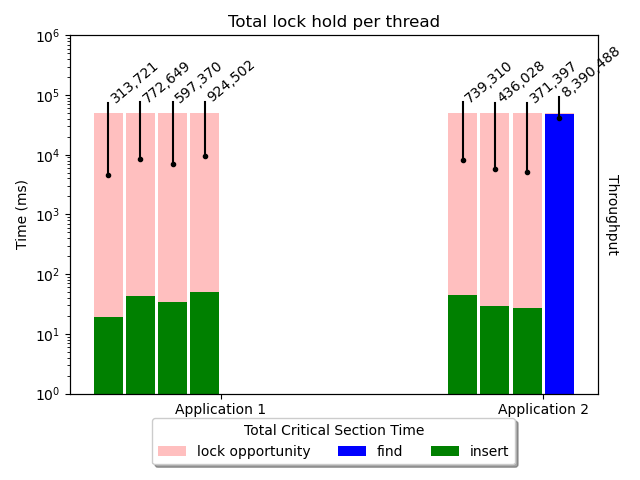 Total lock hold per thread
Time (ms)
10^6
10^5
10^4
10^3
10^2
10^1
10^0
313,721
772,649
597,370
924,502
739,310
436,028
371,397
8,390,488
Throughput
Application 1
Application 2
Total Critical Section Time
lock opportunity
find
insert